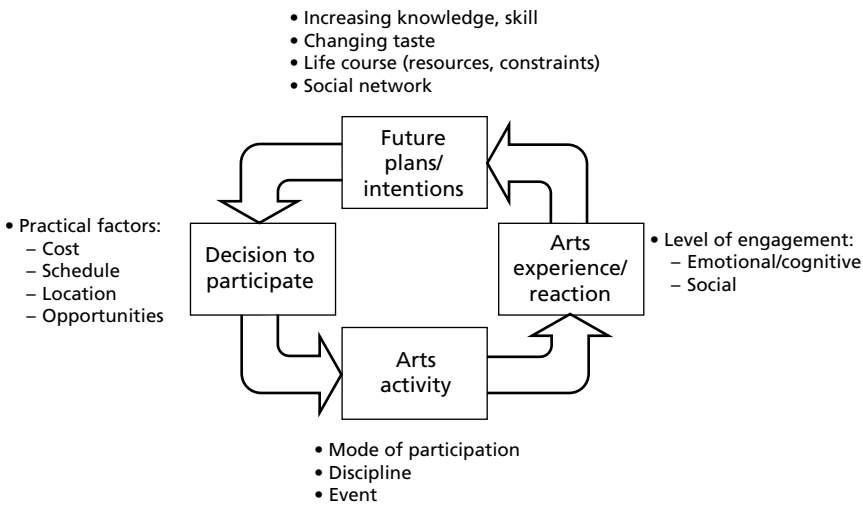 • Increasing knowledge, skill
• Changing taste
• Life course (resources, constraints)
• Social network
Future
plans/
intentions
• Practical factors:
– Cost
– Schedule
– Location
– Opportunities
Decision to
participate
Arts
experience/
reaction
• Level of engagement:
– Emotional/cognitive
– Social
Arts
activity
• Mode of participation
• Discipline
• Event